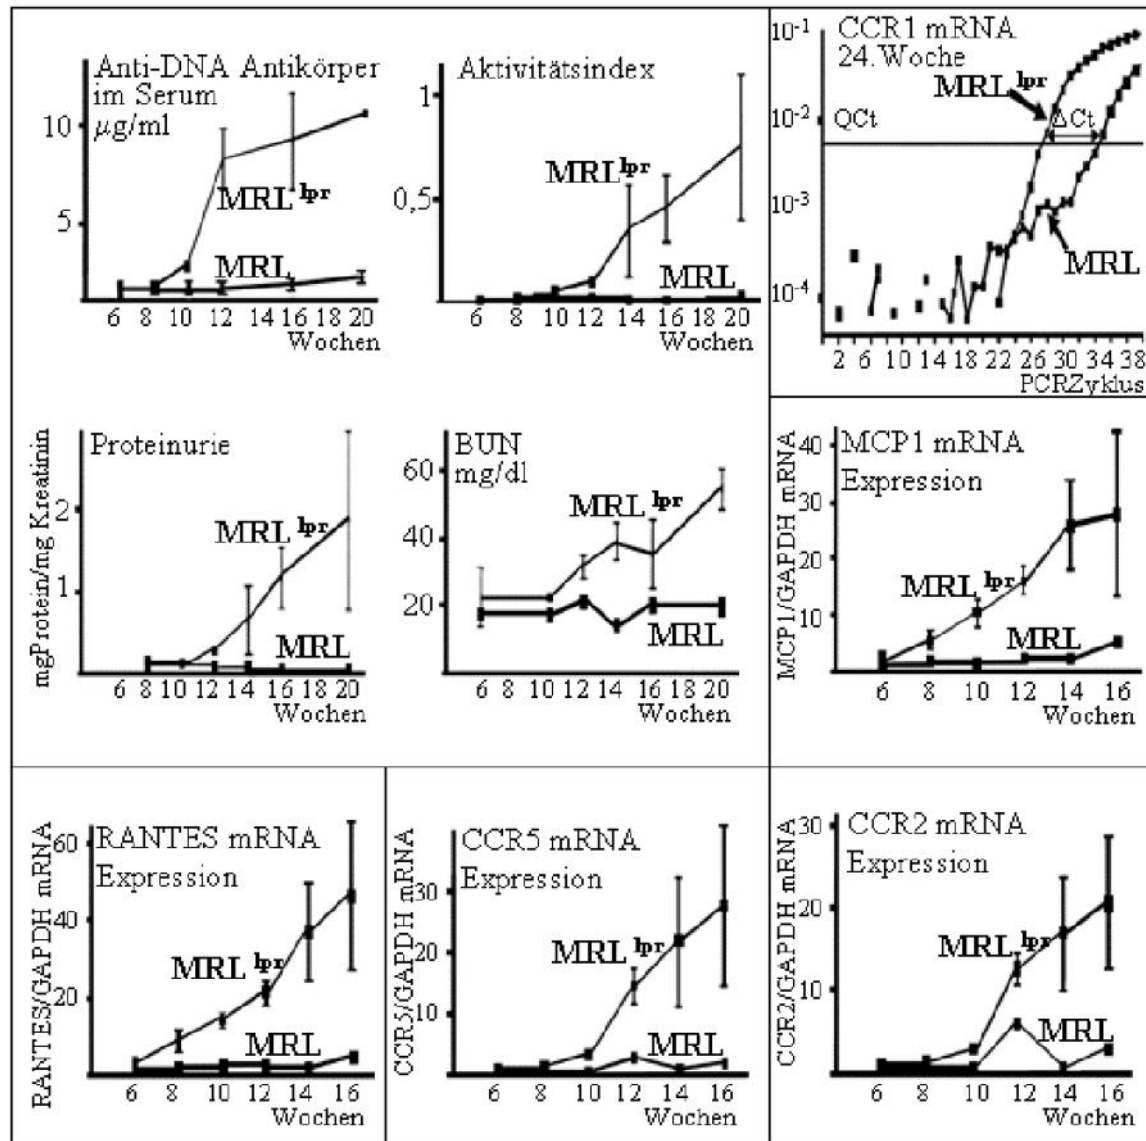 Anti-DNA Antikörper
im Serum
µg/ml
10
5
MRL lpr
MRL
6 8 10 12 14 16 18 20
Wochen
Aktivitätsindex
1
0,5
MRL lpr
MRL
6 8 10 12 14 16 18 20
Wochen
CCR1 mRNA
24. Woche
MRL lpr
10-1
10-2
10-3
10-4
QCt
ΔCt
MRL
2 6 10 14 18 22 26 30 34 38
PCRZyklus
Proteinurie
mgProtein/mg Kreatinin
2
1
MRL lpr
MRL
6 8 10 12 14 16 18 20
Wochen
BUN
mg/dl
60
40
20
MRL lpr
MRL
6 8 10 12 14 16 18 20
Wochen
MCP1 mRNA
Expression
MCP1/GAPDH mRNA
40
30
20
10
MRL lpr
MRL
6 8 10 12 14 16
Wochen
RANTES mRNA
Expression
RANTES/GAPDH mRNA
60
40
20
MRL lpr
MRL
6 8 10 12 14 16
Wochen
CCR5 mRNA
Expression
CCR5/GAPDH mRNA
30
20
10
MRL lpr
MRL
6 8 10 12 14 16
Wochen
CCR2 mRNA
Expression
CCR2/GAPDH mRNA
30
20
10
MRL lpr
MRL
6 8 10 12 14 16
Wochen